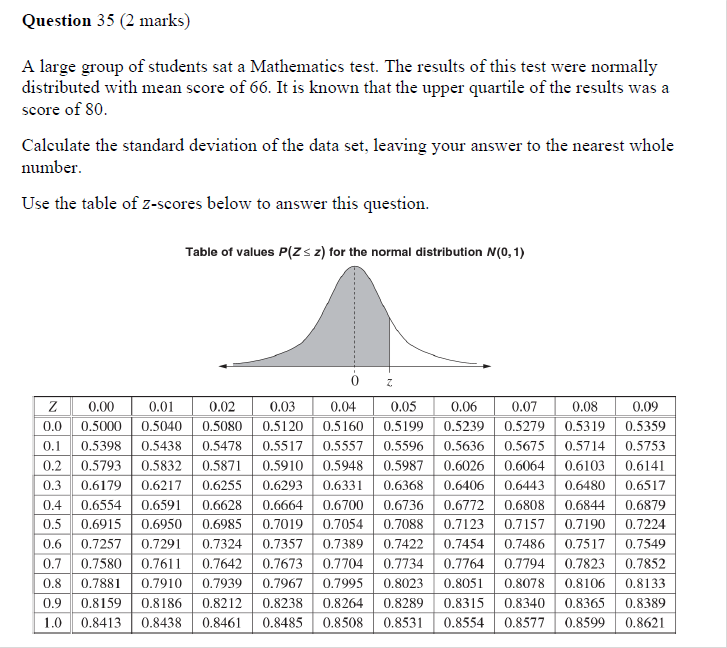 Question 35 (2 marks)
A large group of students sat a Mathematics test. The results of this test were normally
distributed with mean score of 66. It is known that the upper quartile of the results was a
score of 80.
Calculate the standard deviation of the data set, leaving your answer to the nearest whole
number.
Use the table of z-scores below to answer this question.
Table of values P(Z ≤ z) for the normal distribution N(0, 1)
0 z
Z 0.00 0.01 0.02 0.03 0.04 0.05 0.06 0.07 0.08 0.09
0.0 0.5000 0.5040 0.5080 0.5120 0.5160 0.5199 0.5239 0.5279 0.5319 0.5359
0.1 0.5398 0.5438 0.5478 0.5517 0.5557 0.5596 0.5636 0.5675 0.5714 0.5753
0.2 0.5793 0.5832 0.5871 0.5910 0.5948 0.5987 0.6026 0.6064 0.6103 0.6141
0.3 0.6179 0.6217 0.6255 0.6293 0.6331 0.6368 0.6406 0.6443 0.6480 0.6517
0.4 0.6554 0.6591 0.6628 0.6664 0.6700 0.6736 0.6772 0.6808 0.6844 0.6879
0.5 0.6915 0.6950 0.6985 0.7019 0.7054 0.7088 0.7123 0.7157 0.7190 0.7224
0.6 0.7257 0.7291 0.7324 0.7357 0.7389 0.7422 0.7454 0.7486 0.7517 0.7549
0.7 0.7580 0.7611 0.7642 0.7673 0.7704 0.7734 0.7764 0.7794 0.7823 0.7852
0.8 0.7881 0.7910 0.7939 0.7967 0.7995 0.8023 0.8051 0.8078 0.8106 0.8133
0.9 0.8159 0.8186 0.8212 0.8238 0.8264 0.8289 0.8315 0.8340 0.8365 0.8389
1.0 0.8413 0.8438 0.8461 0.8485 0.8508 0.8531 0.8554 0.8577 0.8599 0.8621